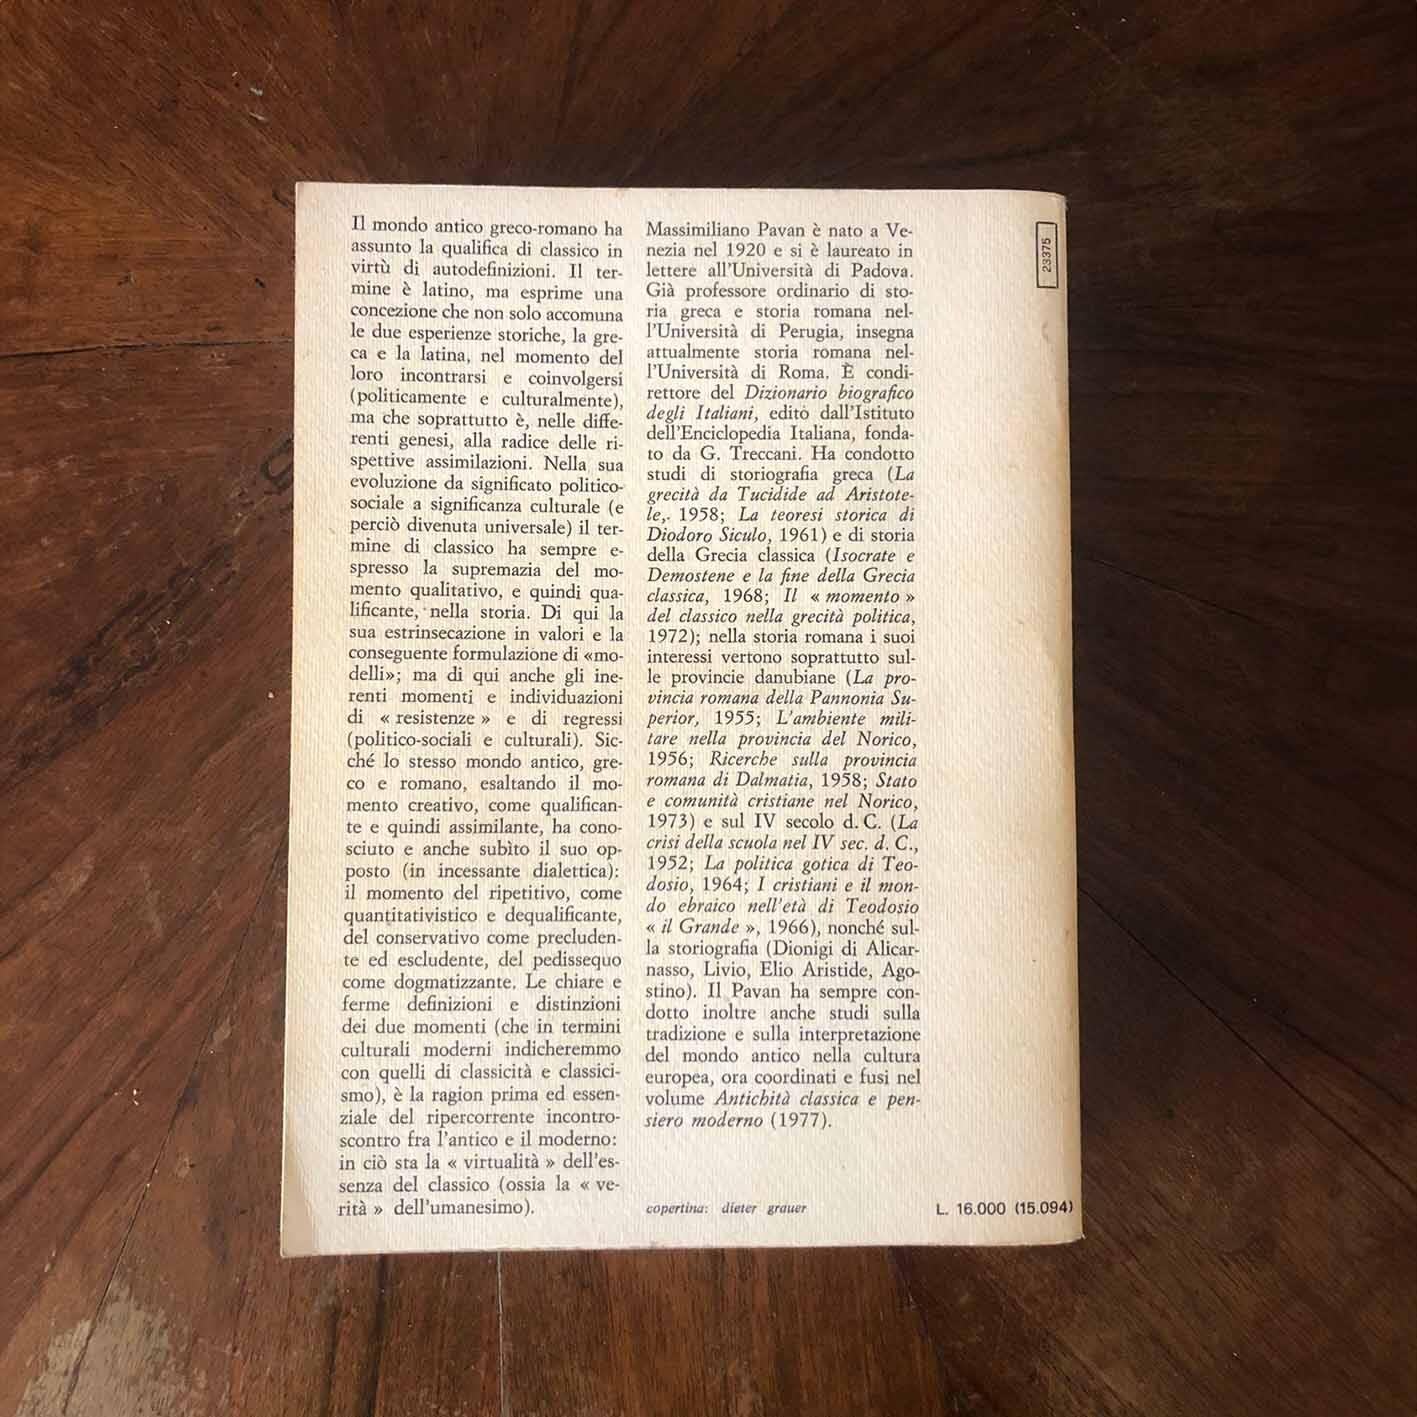 Il mondo antico greco-romano ha
assunto la qualifica di classico in
virtù di autodefinizioni. Il ter-
mine è latino, ma esprime una
concezione che non solo accomuna
le due esperienze storiche, la gre-
ca e la latina, nel momento del
loro incontrarsi e coinvolgersi
(politicamente e culturalmente),
ma che soprattutto è, nelle diffe-
renti genesi, alla radice delle ri-
spettive assimilazioni. Nella sua
evoluzione da significato politico-
sociale a significanza culturale (e
perciò divenuta universale) il ter-
mine di classico ha sempre e-
spresso la supremazia del mo-
mento qualitativo, e quindi qua-
lificante, nella storia. Di qui la
sua estrinsecazione in valori e la
conseguente formulazione di «mo-
delli»; ma di qui anche gli ine-
renti momenti e individuazioni
di « resistenze » e di regressi
(politico-sociali e culturali). Sic-
ché lo stesso mondo antico, gre-
co e romano, esaltando il mo-
mento creativo, come qualifican-
te e quindi assimilante, ha cono-
sciuto e anche subìto il suo op-
posto (in incessante dialettica):
il momento del ripetitivo, come
quantitativistico e dequalificante,
del conservativo come precluden-
te ed escludente, del pedissequo
come dogmatizzante. Le chiare e
ferme definizioni e distinzioni
dei due momenti (che in termini
culturali moderni indicheremmo
con quelli di classicità e classici-
smo), è la ragion prima ed essen-
ziale del ripercorrente incontro-
scontro fra l'antico e il moderno:
in ciò sta la « virtualità » dell'es-
senza del classico (ossia la « ve-
rità » dell'umanesimo).
Massimiliano Pavan è nato a Ve-
nezia nel 1920 e si è laureato in
lettere all'Università di Padova.
Già professore ordinario di sto-
ria greca e storia romana nel-
l'Università di Perugia, insegna
attualmente storia romana nel-
l'Università di Roma. È condi-
rettore del Dizionario biografico
degli Italiani, edito dall'Istituto
dell'Enciclopedia Italiana, fonda-
to da G. Treccani. Ha condotto
studi di storiografia greca (La
grecità da Tucidide ad Aristote-
le, 1958; La teoresi storica di
Diodoro Siculo, 1961) e di storia
della Grecia classica (Isocrate e
Demostene e la fine della Grecia
classica, 1968; Il « momento »
del classico nella grecità politica,
1972); nella storia romana i suoi
interessi vertono soprattutto sul-
le provincie danubiane (La pro-
vincia romana della Pannonia Su-
perior, 1955; L'ambiente mili-
tare nella provincia del Norico,
1956; Ricerche sulla provincia
romana di Dalmatia, 1958; Stato
e comunità cristiane nel Norico,
1973) e sul IV secolo d. C. (La
crisi della scuola nel IV sec. d. C.,
1952; La politica gotica di Teo-
dosio, 1964; I cristiani e il mon-
do ebraico nell'età di Teodosio
« il Grande », 1966), nonché sul-
la storiografia (Dionigi di Alicar-
nasso, Livio, Elio Aristide, Ago-
stino). Il Pavan ha sempre con-
dotto inoltre anche studi sulla
tradizione e sulla interpretazione
del mondo antico nella cultura
europea, ora coordinati e fusi nel
volume Antichità classica e pen-
siero moderno (1977).
copertina: dieter grauer
L. 16.000 (15.094)
23375